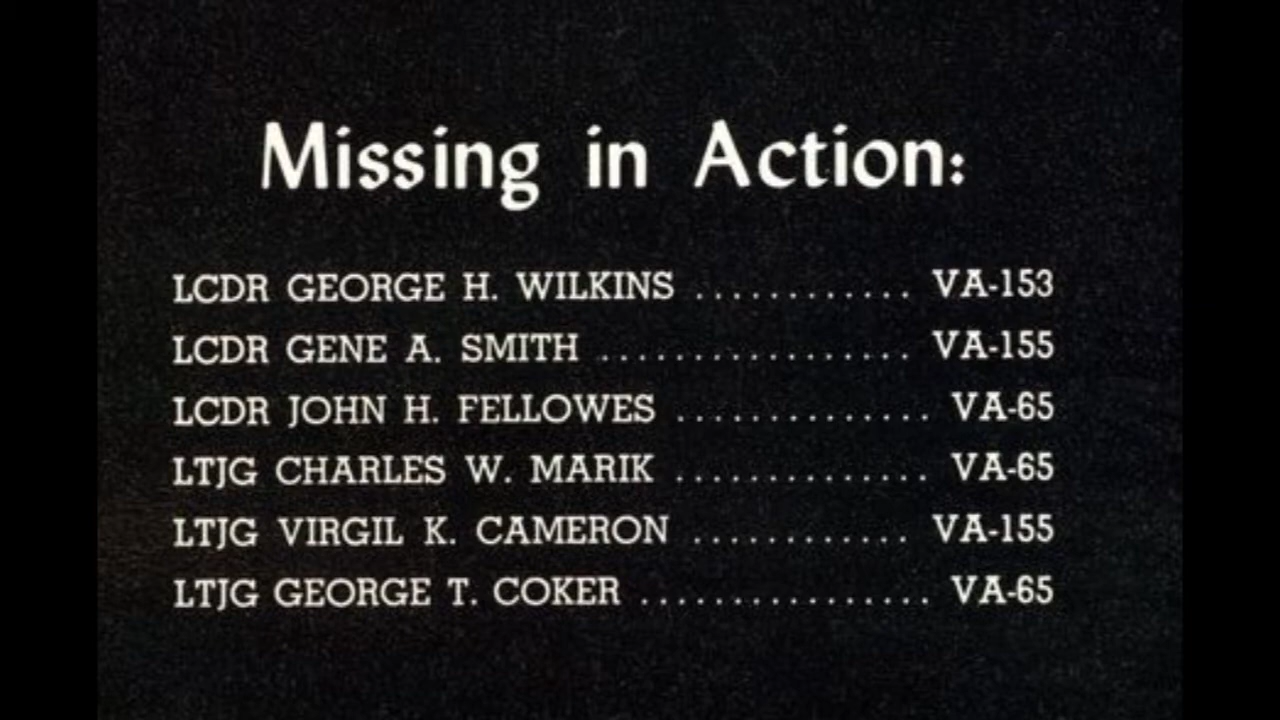 Missing in Action:
LCDR GEORGE H. WILKINS ............ VA-153
LCDR GENE A. SMITH ................. VA-155
LCDR JOHN H. FELLOWES .............. VA-65
LTJG CHARLES W. MARIK .............. VA-65
LTJG VIRGIL K. CAMERON ............ VA-155
LTJG GEORGE T. COKER ................ VA-65